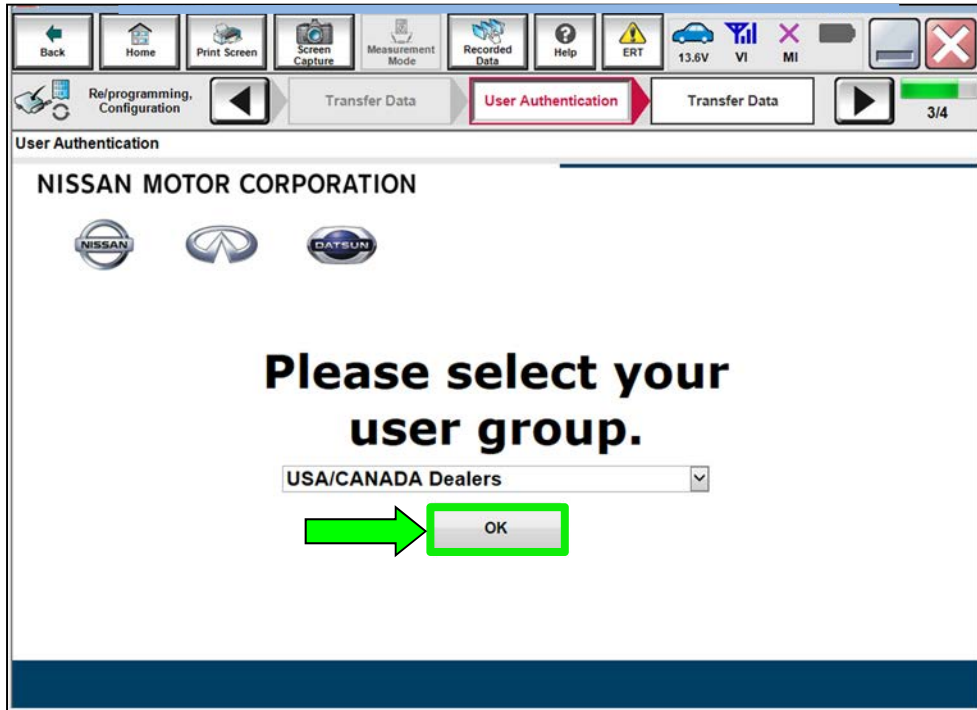 Back
Home
Print Screen
Screen
Capture
Measurement
Mode
Recorded
Data
Help
ERT
13.6V
VI
MI
Re/programming,
Configuration
Transfer Data
User Authentication
Transfer Data
3/4
User Authentication
NISSAN MOTOR CORPORATION
NISSAN
DATSUN
Please select your
user group.
USA/CANADA Dealers
OK